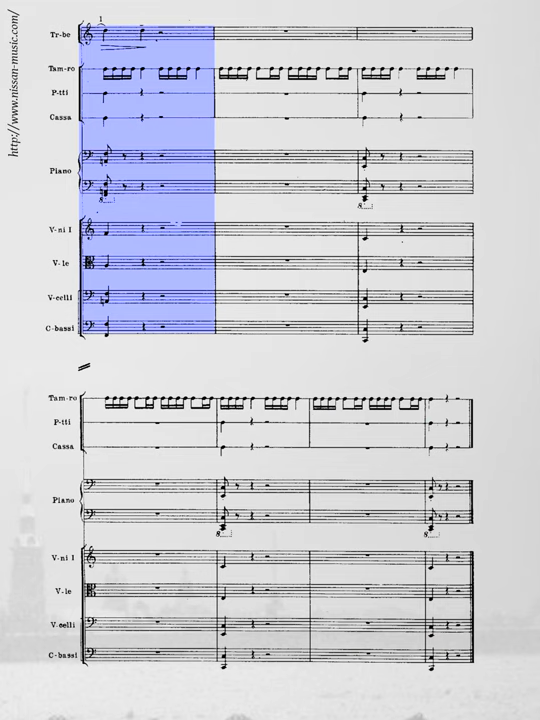 http://www.nissan-music.com/
1
Tr-be
Tam-ro
P-tti
Cassa
Piano
8
8
V-ni I
V-le
V-celli
C-bassi
Tam-ro
P-tti
Cassa
Piano
8
8
V-ni I
V-le
V-celli
C-bassi